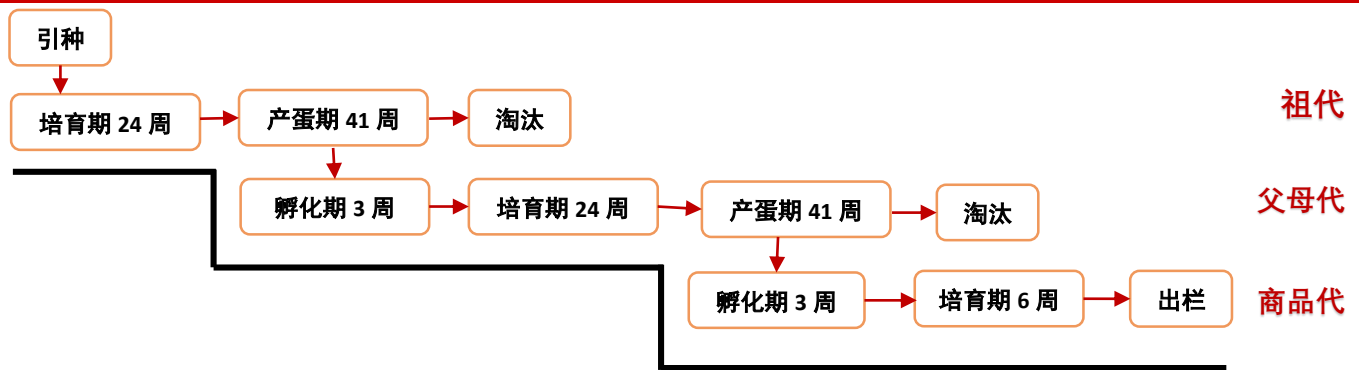 引种
培育期 24 周
产蛋期 41 周
淘汰
祖代
孵化期 3 周
培育期 24 周
产蛋期 41 周
淘汰
父母代
孵化期 3 周
培育期 6 周
出栏
商品代